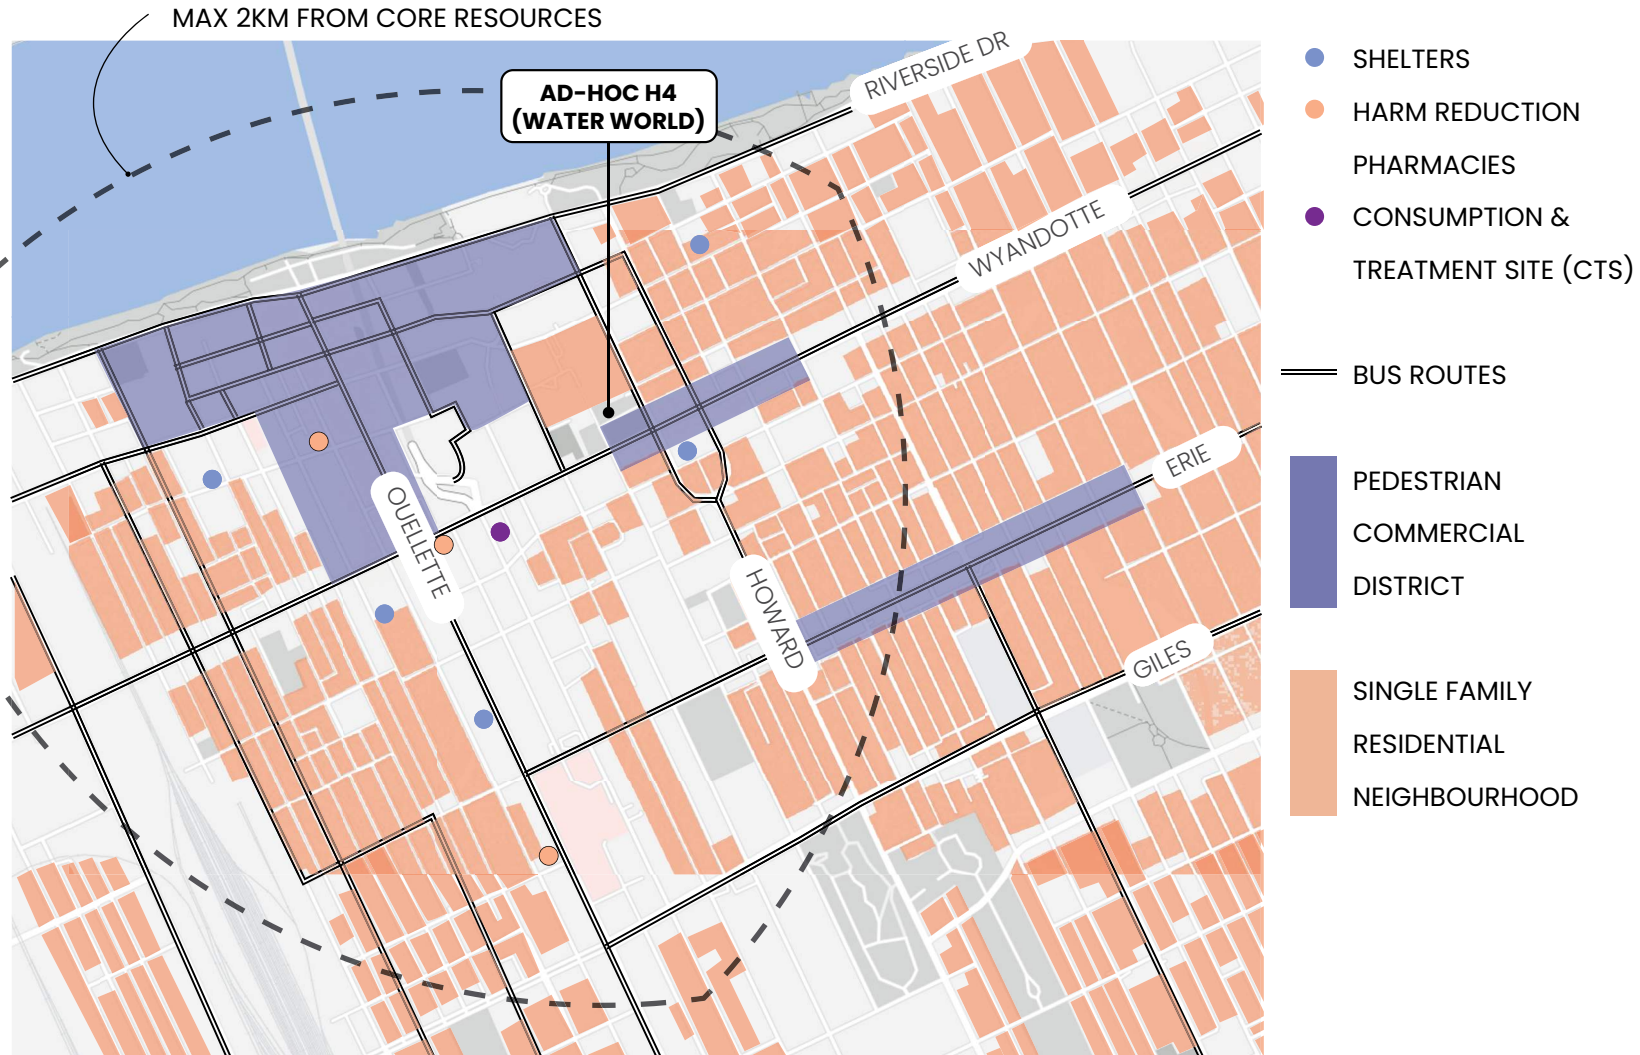 MAX 2KM FROM CORE RESOURCES
AD-HOC H4
(WATER WORLD)
RIVERSIDE DR
WYANDOTTE
ERIE
OUELLETTE
HOWARD
GILES
SHELTERS
HARM REDUCTION
PHARMACIES
CONSUMPTION &
TREATMENT SITE (CTS)
BUS ROUTES
PEDESTRIAN
COMMERCIAL
DISTRICT
SINGLE FAMILY
RESIDENTIAL
NEIGHBOURHOOD